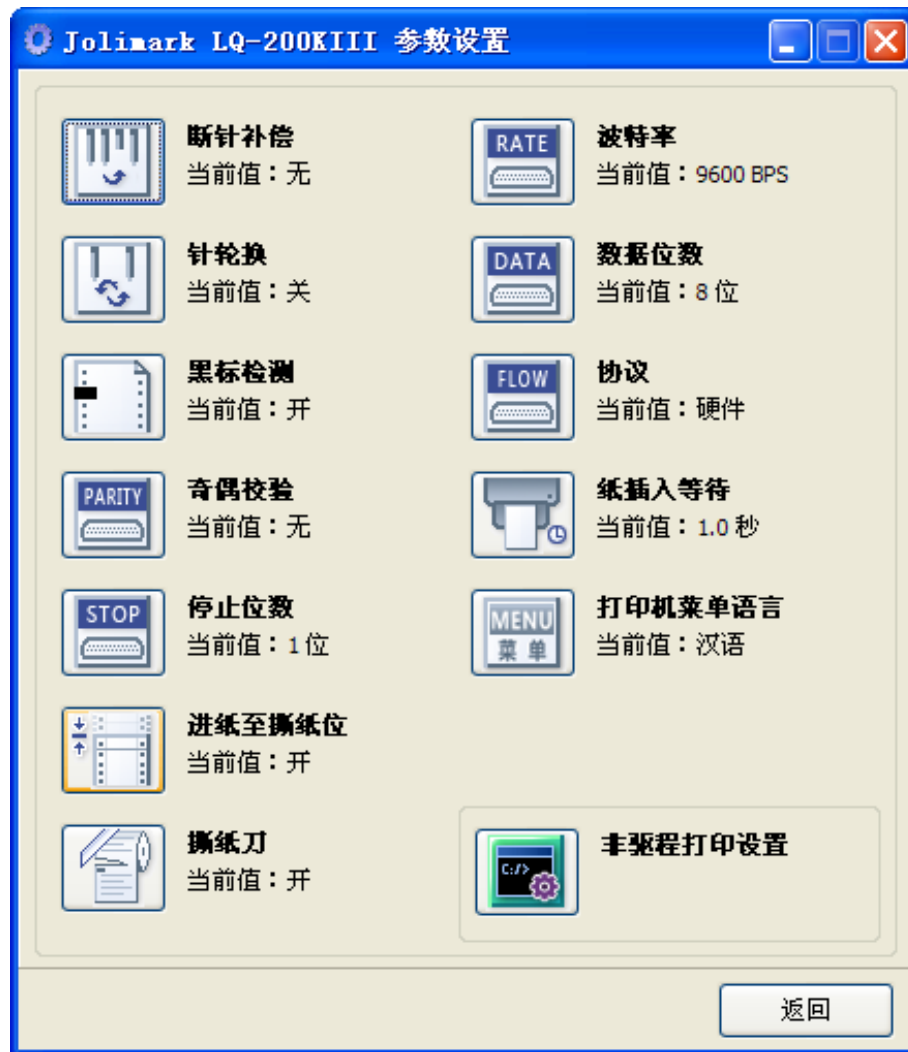 Jolimark LQ-200KIII 参数设置
断针补偿
当前值：无
RATE
波特率
当前值：9600 BPS
针轮换
当前值：关
DATA
数据位数
当前值：8 位
黑标检测
当前值：开
FLOW
协议
当前值：硬件
PARITY
奇偶校验
当前值：无
纸插入等待
当前值：1.0 秒
STOP
停止位数
当前值：1 位
MENU
菜 单
打印机菜单语言
当前值：汉语
进纸至撕纸位
当前值：开
撕纸刀
当前值：开
C:/>
非驱程打印设置
返回